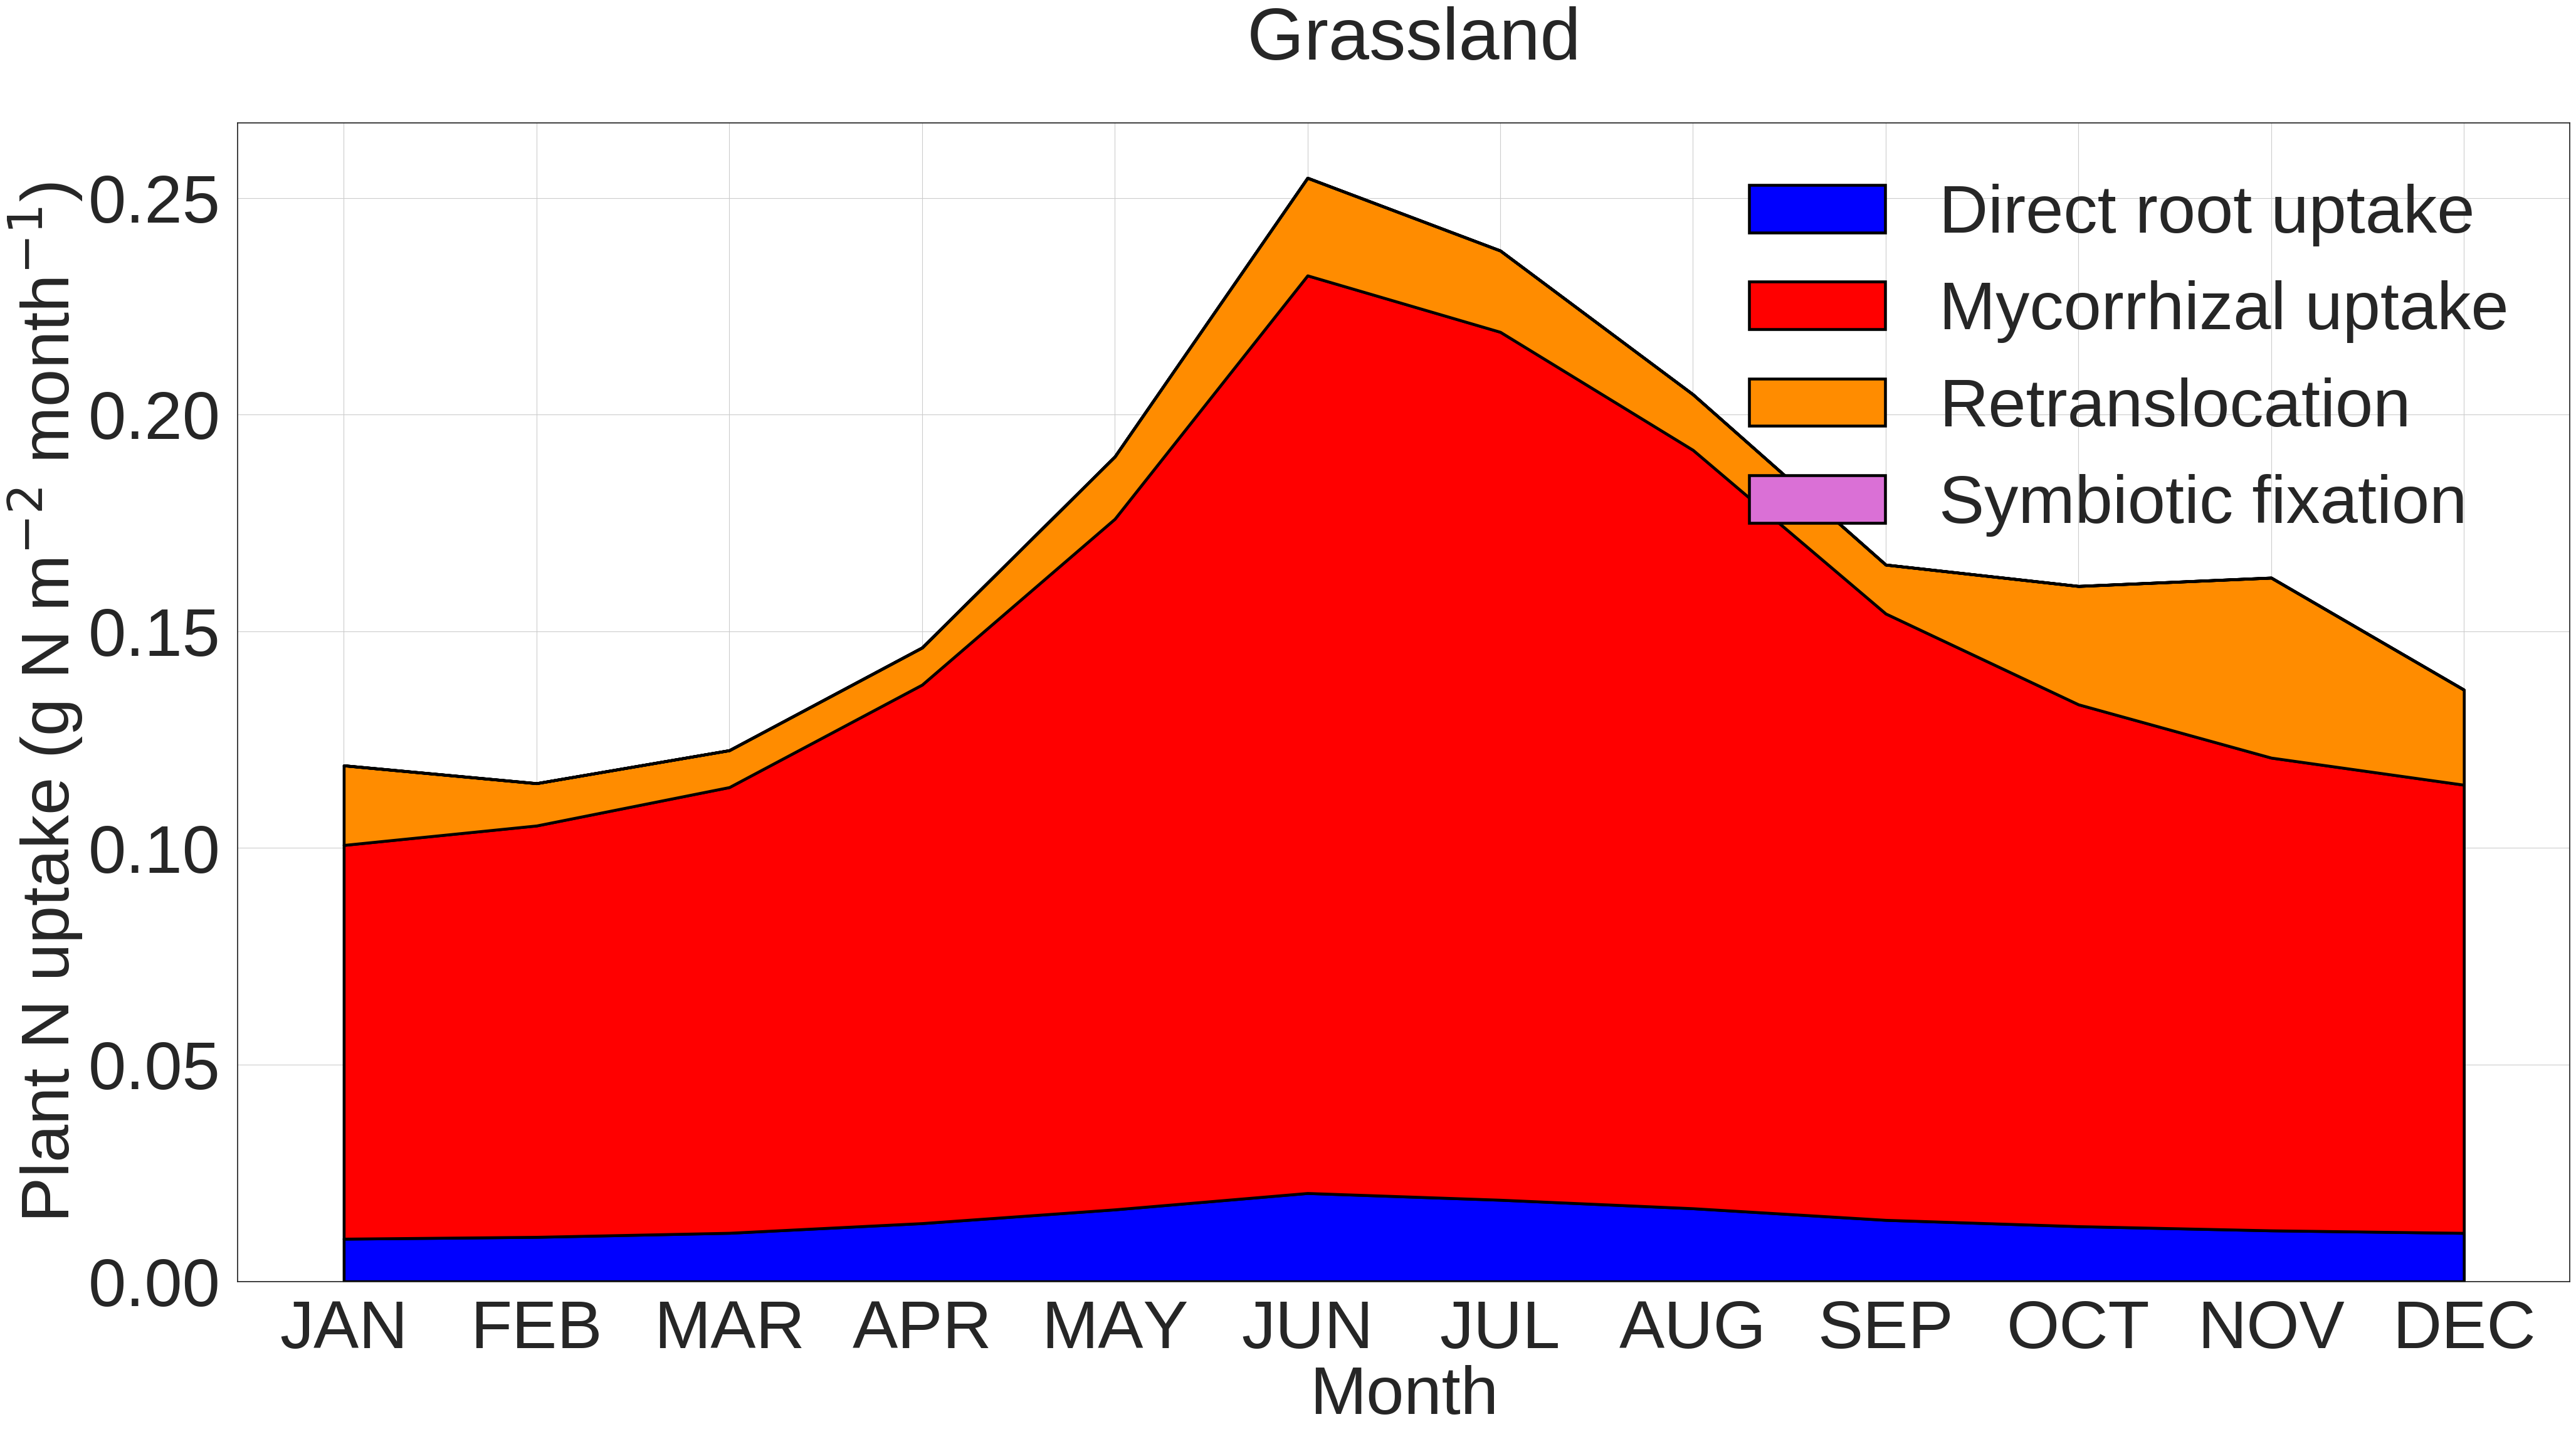 Grassland
Plant N uptake (g N m⁻² month⁻¹)
0.25
0.20
0.15
0.10
0.05
0.00
Direct root uptake
Mycorrhizal uptake
Retranslocation
Symbiotic fixation
JAN FEB MAR APR MAY JUN JUL AUG SEP OCT NOV DEC
Month